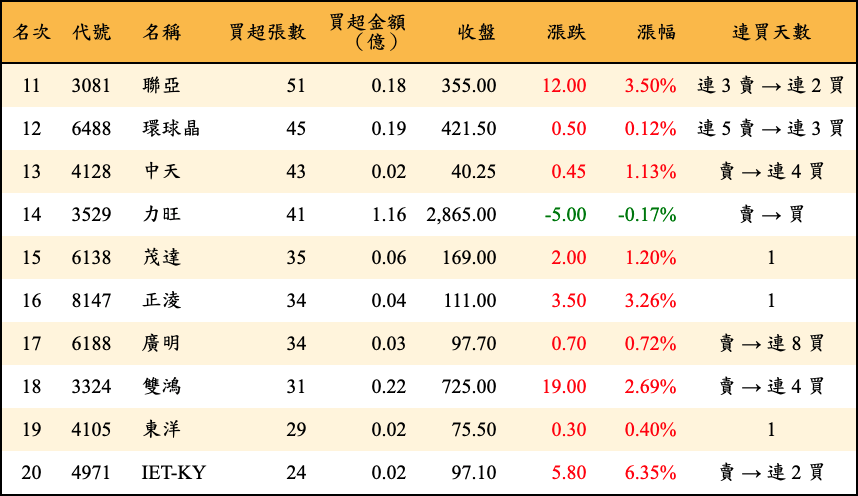 名次 代號 名稱 買超張數 買超金額（億） 收盤 漲跌 漲幅 連買天數
11 3081 聯亞 51 0.18 355.00 12.00 3.50% 連 3 賣 → 連 2 買
12 6488 環球晶 45 0.19 421.50 0.50 0.12% 連 5 賣 → 連 3 買
13 4128 中天 43 0.02 40.25 0.45 1.13% 賣 → 連 4 買
14 3529 力旺 41 1.16 2,865.00 -5.00 -0.17% 賣 → 買
15 6138 茂達 35 0.06 169.00 2.00 1.20% 1
16 8147 正淩 34 0.04 111.00 3.50 3.26% 1
17 6188 廣明 34 0.03 97.70 0.70 0.72% 賣 → 連 8 買
18 3324 雙鴻 31 0.22 725.00 19.00 2.69% 賣 → 連 4 買
19 4105 東洋 29 0.02 75.50 0.30 0.40% 1
20 4971 IET-KY 24 0.02 97.10 5.80 6.35% 賣 → 連 2 買